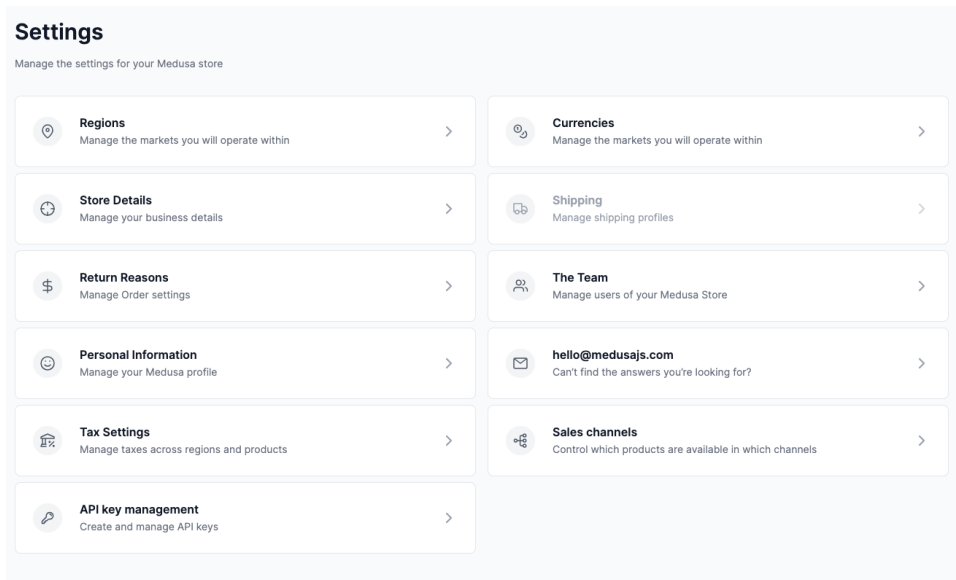 Settings
Manage the settings for your Medusa store
Regions
Manage the markets you will operate within
Currencies
Manage the markets you will operate within
Store Details
Manage your business details
Shipping
Manage shipping profiles
Return Reasons
Manage Order settings
The Team
Manage users of your Medusa Store
Personal Information
Manage your Medusa profile
hello@medusajs.com
Can't find the answers you're looking for?
Tax Settings
Manage taxes across regions and products
Sales channels
Control which products are available in which channels
API key management
Create and manage API keys